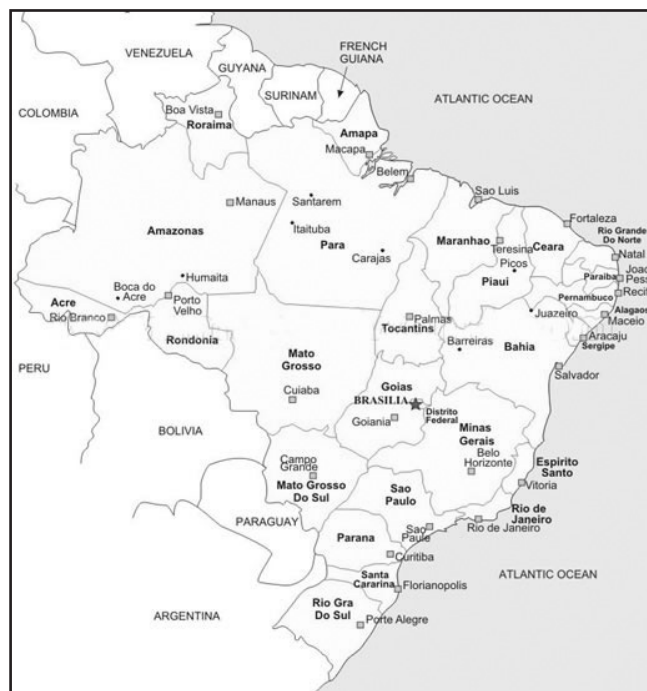 FRENCH
GUIANA
VENEZUELA
GUYANA
SURINAM
ATLANTIC OCEAN
COLOMBIA
Boa Vista
Roraima
Amapa
Macapa
Belem
Manaus
Santarem
Sao Luis
Itaituba
Fortaleza
Amazonas
Para
Maranhao
Teresina
Ceara
Rio Grande
Do Norte
Carajas
Natal
Picos
Joao
Humaita
Paraiba
Pess
Piaui
Boca do
Acre
Recif
Acre
Porto
Velho
Pernambuco
Rio Branco
Juazeiro
Alagaos
Palmas
Maceio
Tocantins
Rondonia
Aracaju
Mato
Grosso
Barreiras
Bahia
Sergipe
PERU
Salvador
Goias
Cuiaba
BRASILIA
Distrito
Federal
Goiania
Minas
Gerais
BOLIVIA
Belo
Horizonte
Campo
Grande
Espirito
Santo
Mato Grosso
Do Sul
Sao
Paulo
Vitoria
Rio de
Janeiro
PARAGUAY
Sao
Paule
Rio de Janeiro
Parana
Curitiba
Santa
Cararina
ATLANTIC OCEAN
Florianopolis
Rio Gra
Do Sul
ARGENTINA
Porte Alegre